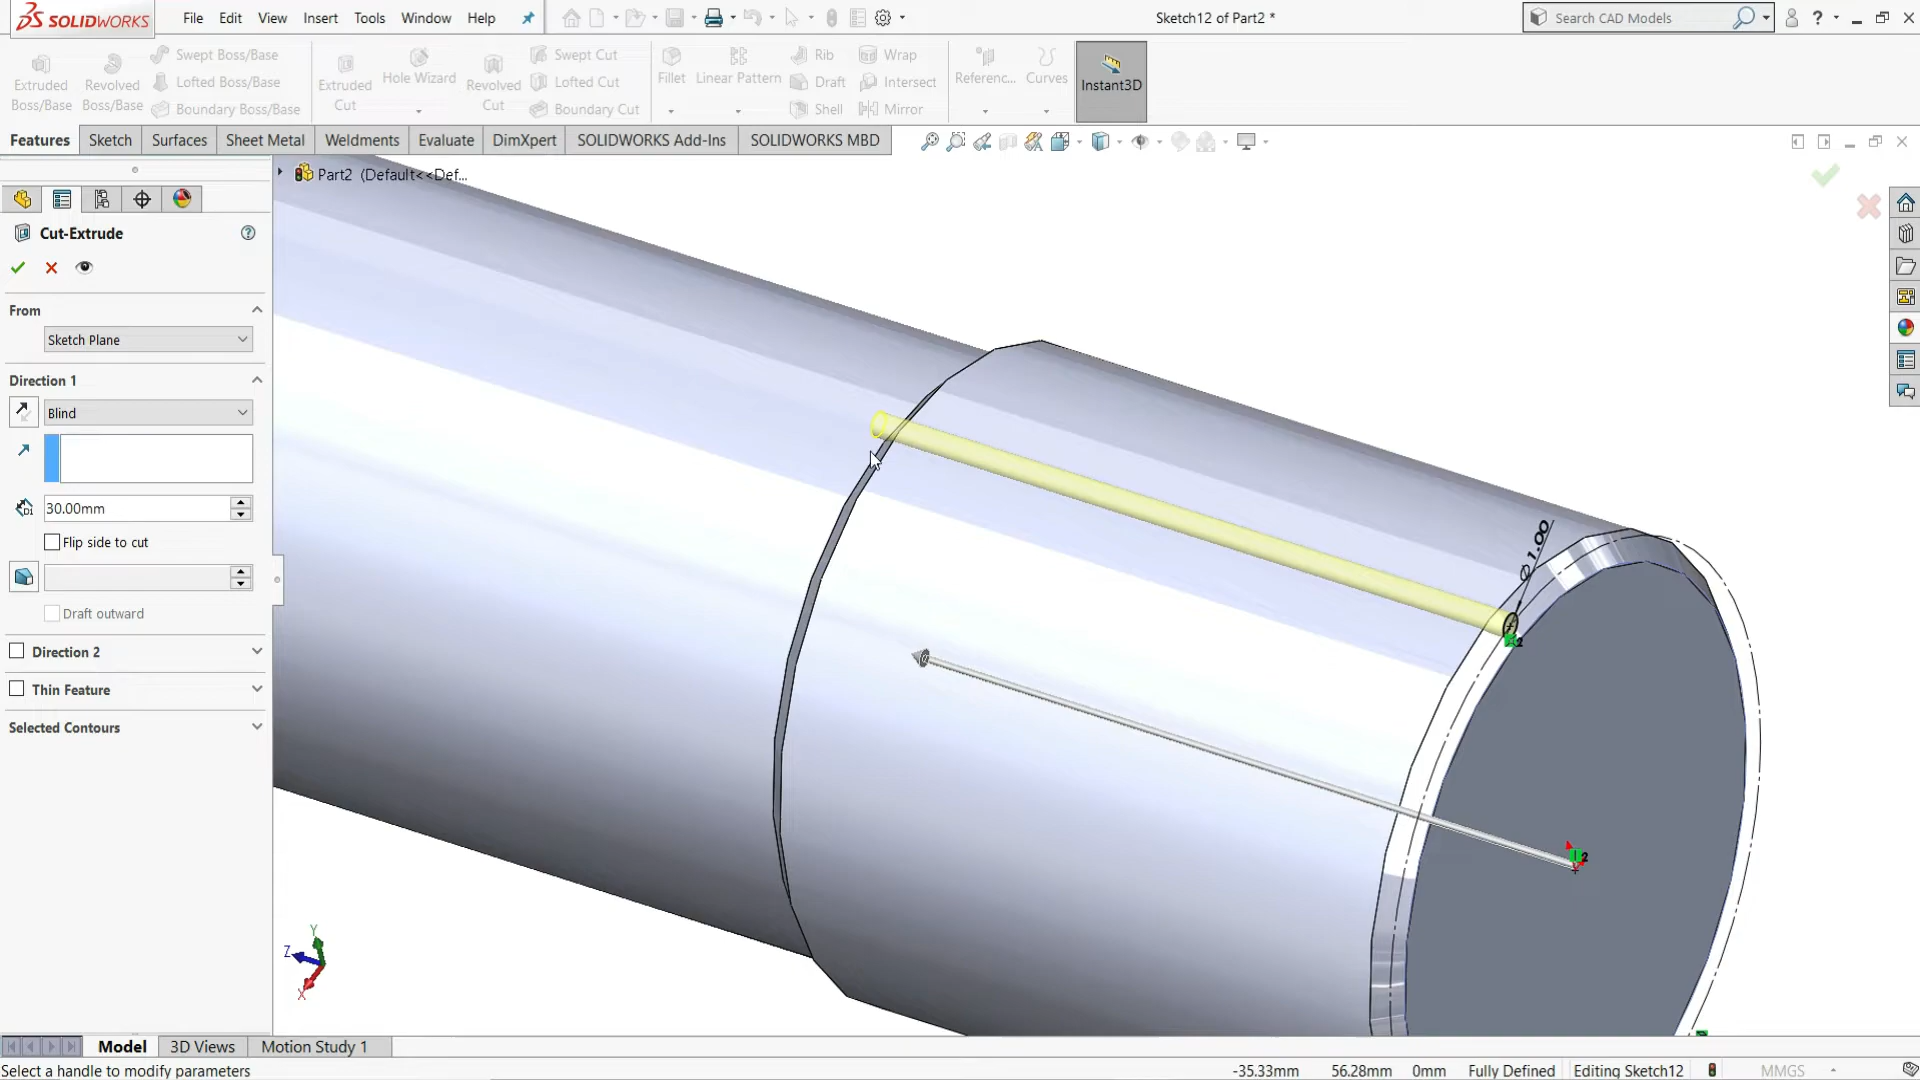 SOLIDWORKS
File Edit View Insert Tools Window Help
Sketch12 of Part2 *
Search CAD Models
Extruded Boss/Base
Revolved Boss/Base
Swept Boss/Base
Lofted Boss/Base
Boundary Boss/Base
Extruded Cut
Hole Wizard
Revolved Cut
Swept Cut
Lofted Cut
Boundary Cut
Fillet
Linear Pattern
Rib
Draft
Shell
Wrap
Intersect
Mirror
Referenc...
Curves
Instant3D
Features Sketch Surfaces Sheet Metal Weldments Evaluate DimXpert SOLIDWORKS Add-Ins SOLIDWORKS MBD
Part2 (Default<<Def...
Cut-Extrude
From
Sketch Plane
Direction 1
Blind
D1
30.00mm
Flip side to cut
Draft outward
Direction 2
Thin Feature
Selected Contours
∅1.00
2
2
Y
Z
X
Model 3D Views Motion Study 1
Select a handle to modify parameters
-35.33mm 56.28mm 0mm Fully Defined Editing Sketch12 MMGS